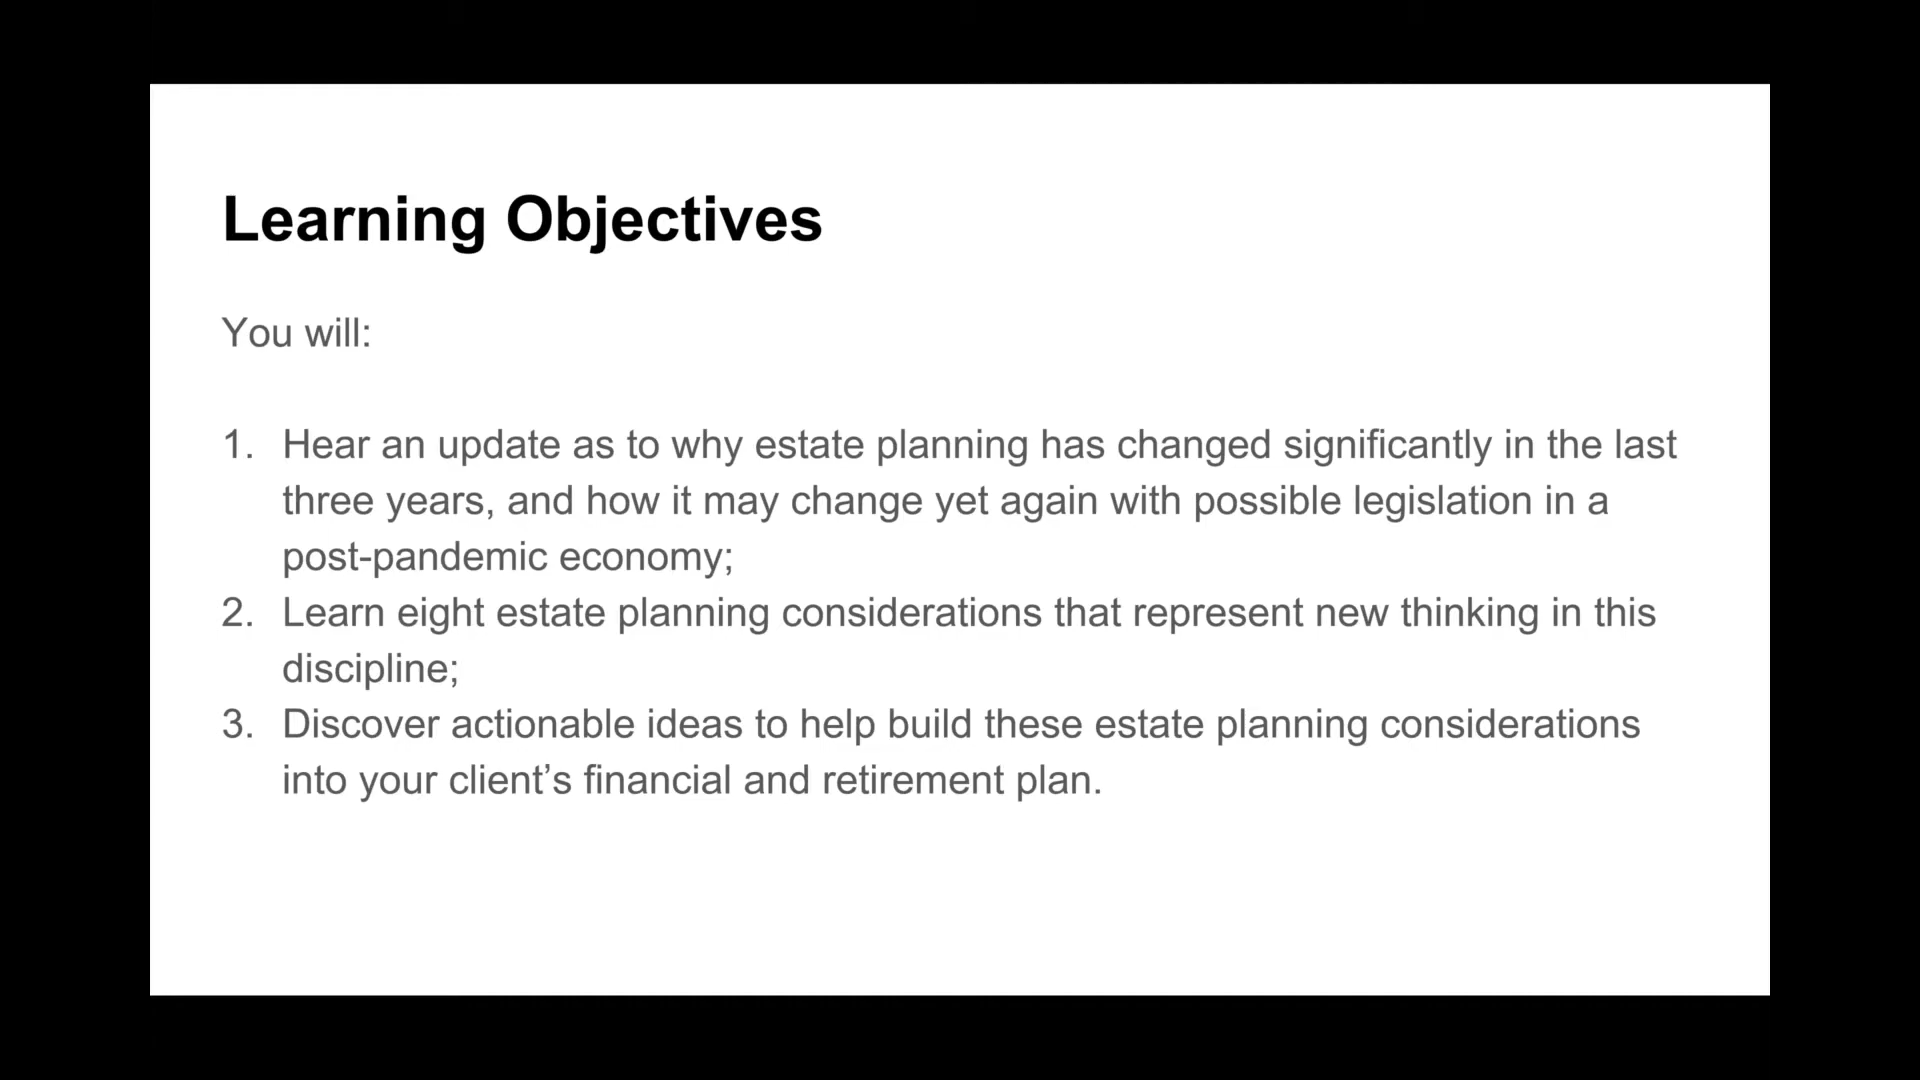 Learning Objectives
You will:
1. Hear an update as to why estate planning has changed significantly in the last
three years, and how it may change yet again with possible legislation in a
post-pandemic economy;
2. Learn eight estate planning considerations that represent new thinking in this
discipline;
3. Discover actionable ideas to help build these estate planning considerations
into your client’s financial and retirement plan.